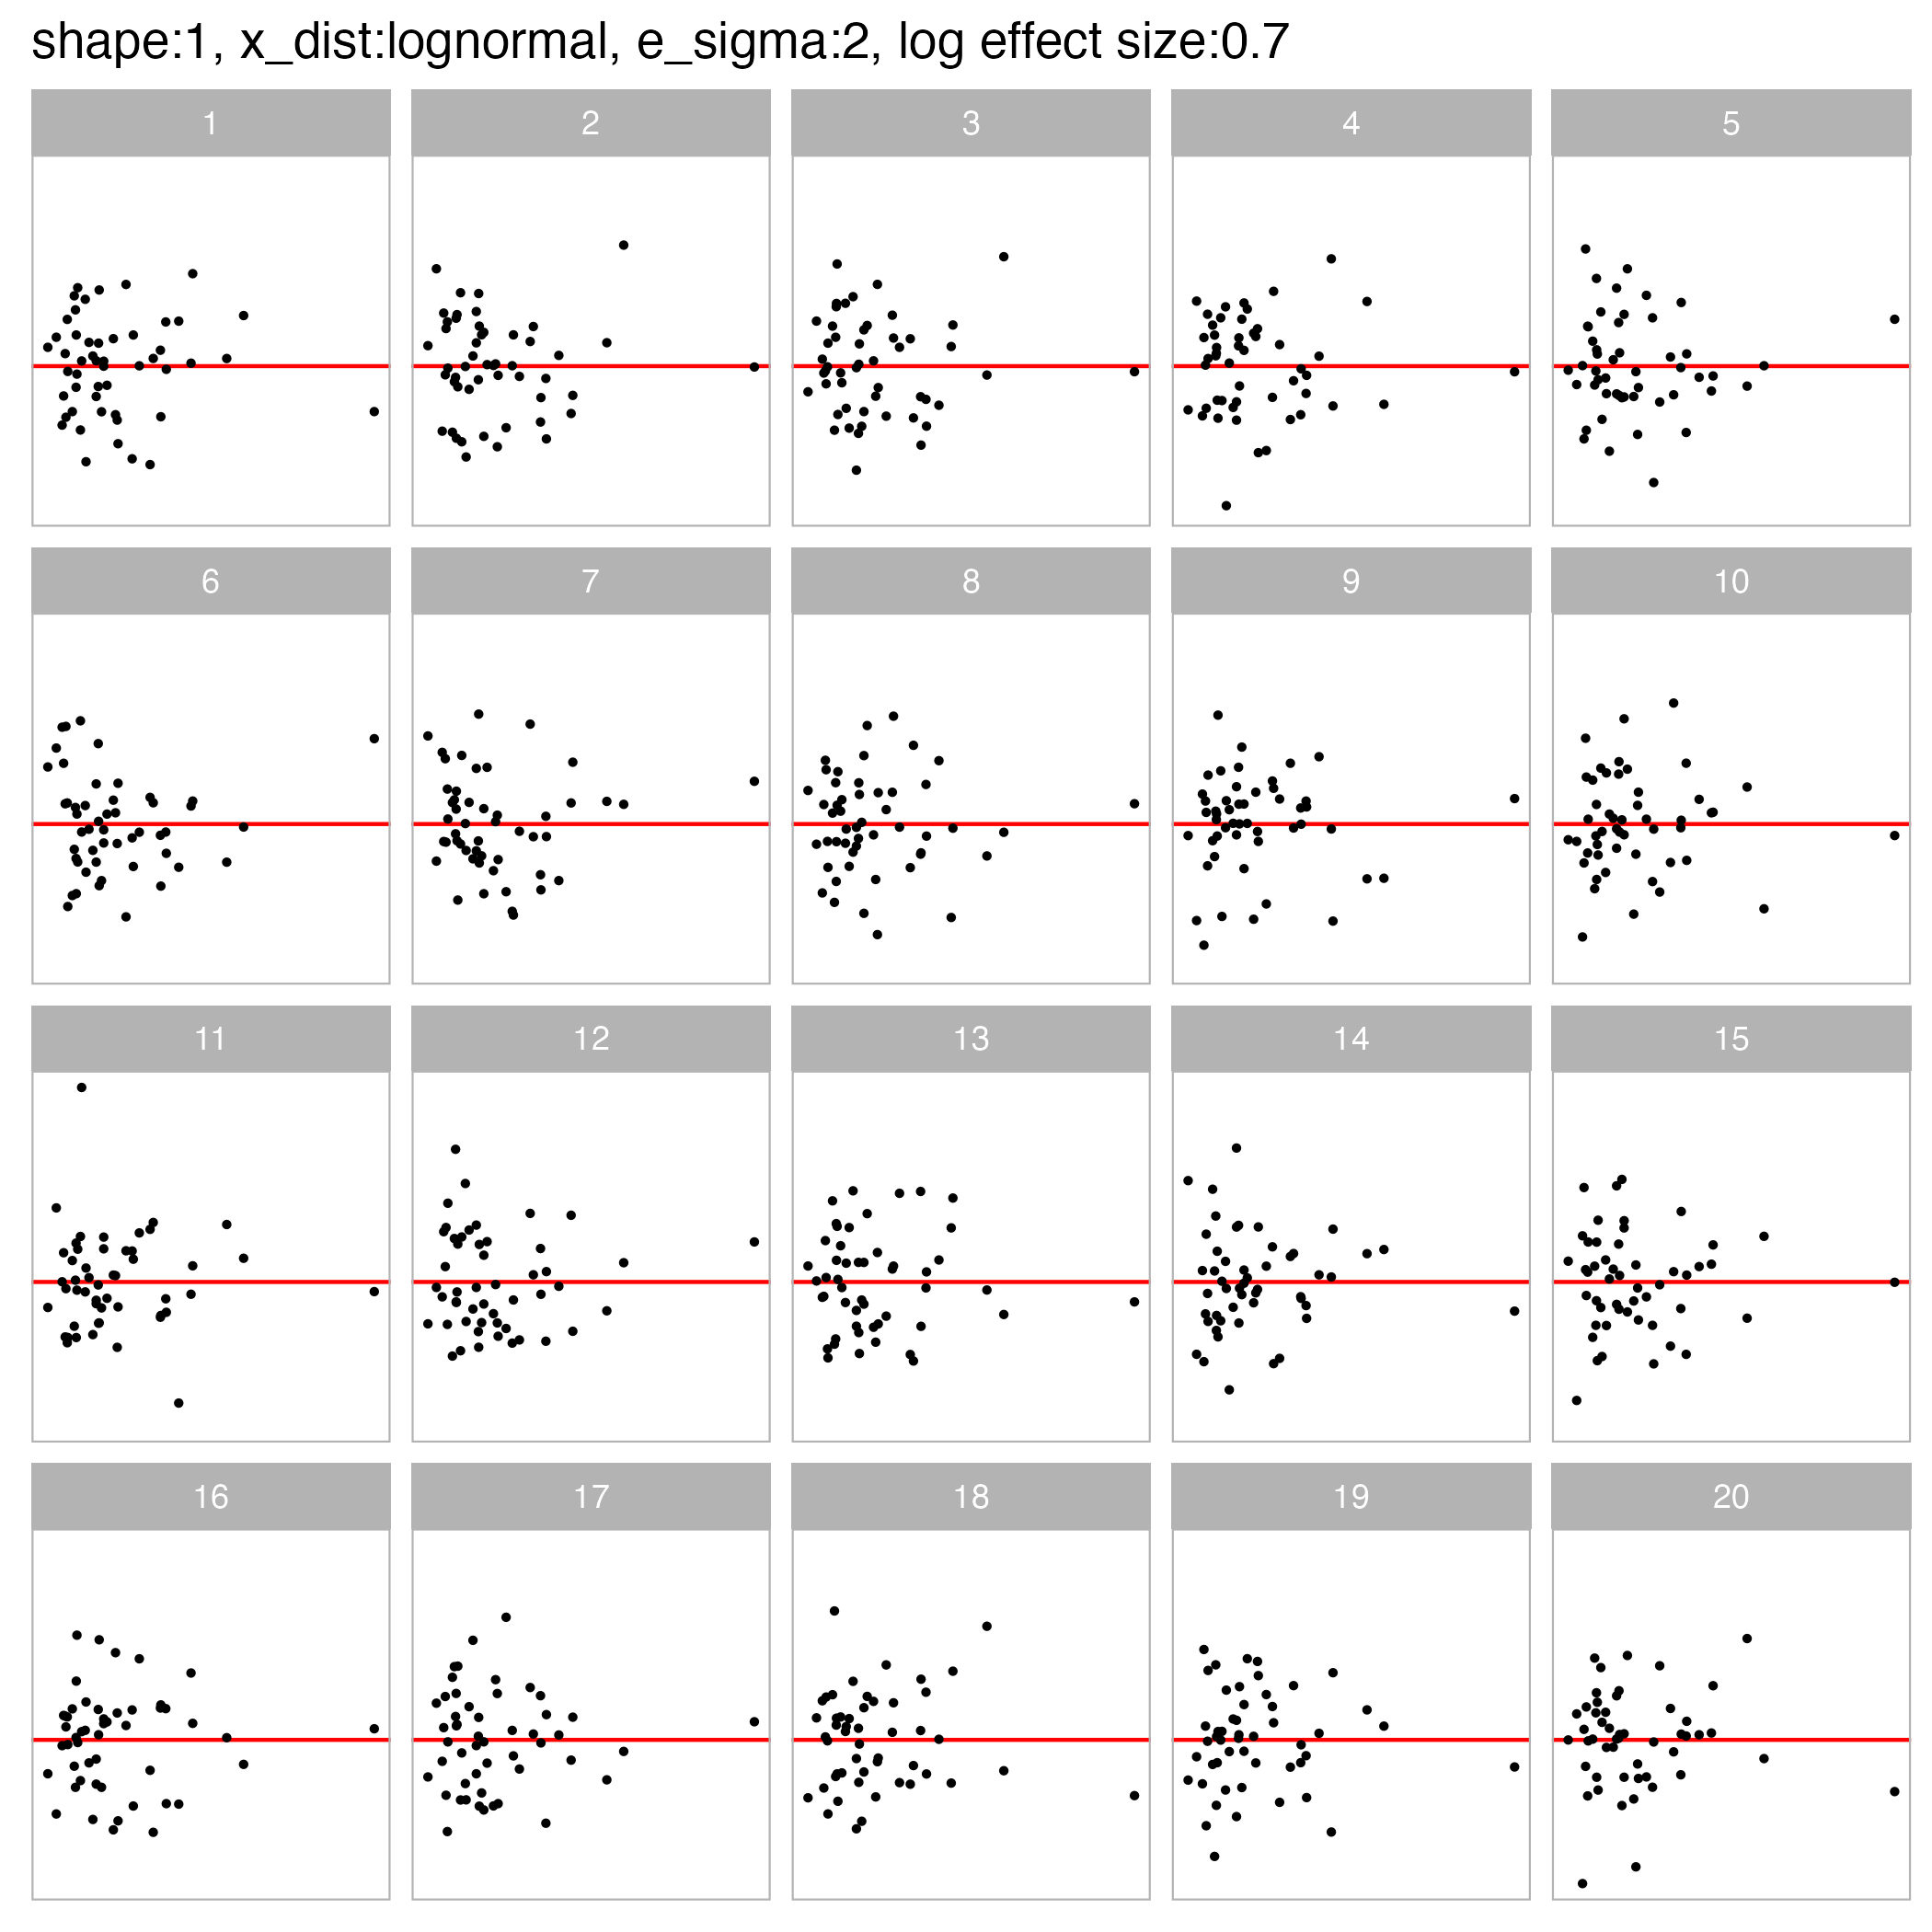 shape:1, x_dist:lognormal, e_sigma:2, log effect size:0.7
1 2 3 4 5
6 7 8 9 10
11 12 13 14 15
16 17 18 19 20